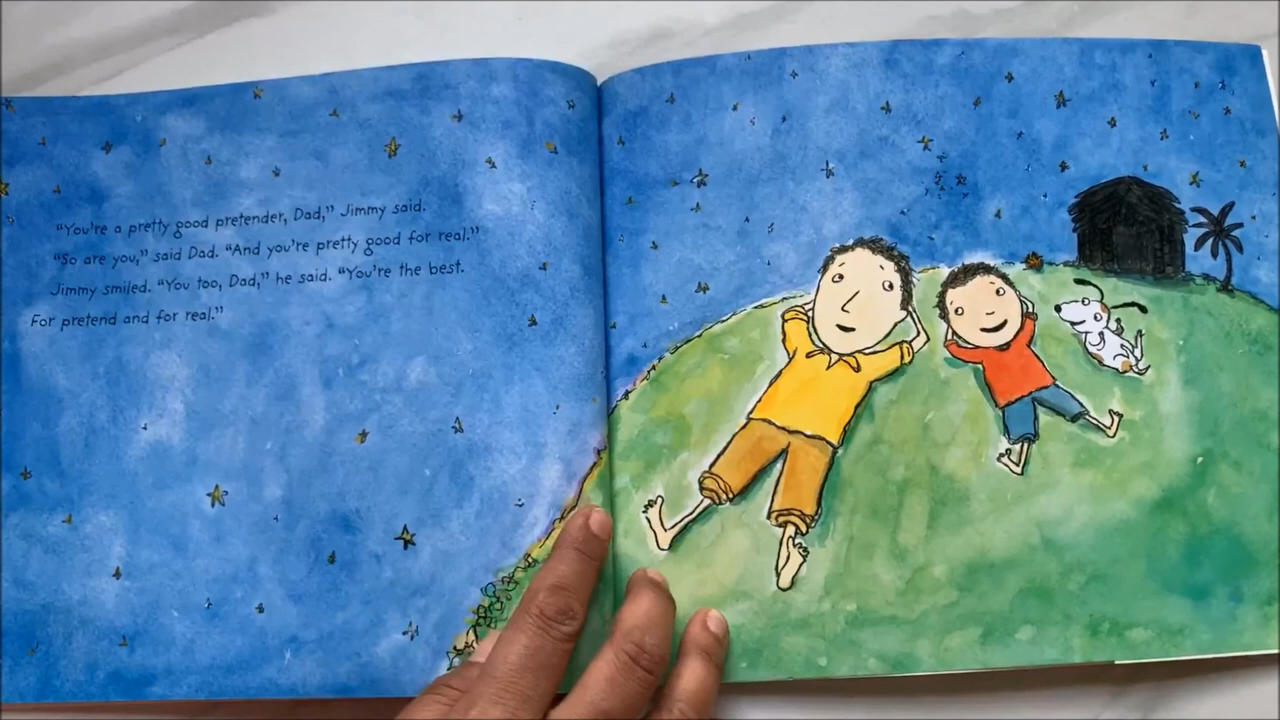 “You're a pretty good pretender, Dad,” Jimmy said.
“So are you,” said Dad. “And you're pretty good for real.”
Jimmy smiled. “You too, Dad,” he said. “You're the best.
For pretend and for real.”